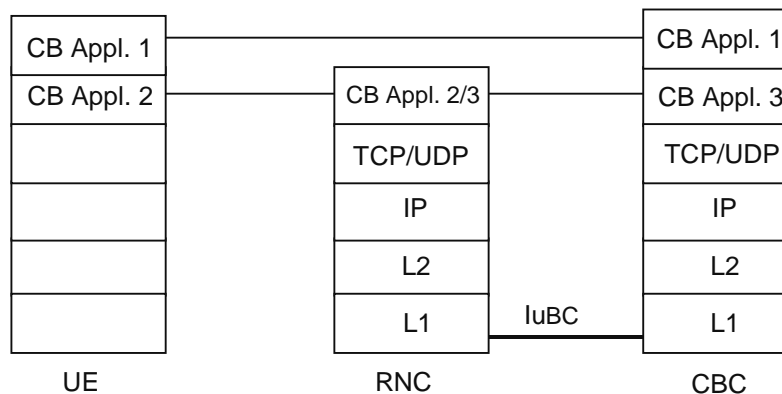 CB Appl. 1
CB Appl. 1
CB Appl. 2
CB Appl. 2/3
CB Appl. 3
TCP/UDP
TCP/UDP
IP
IP
L2
L2
L1
IuBC
L1
UE
RNC
CBC